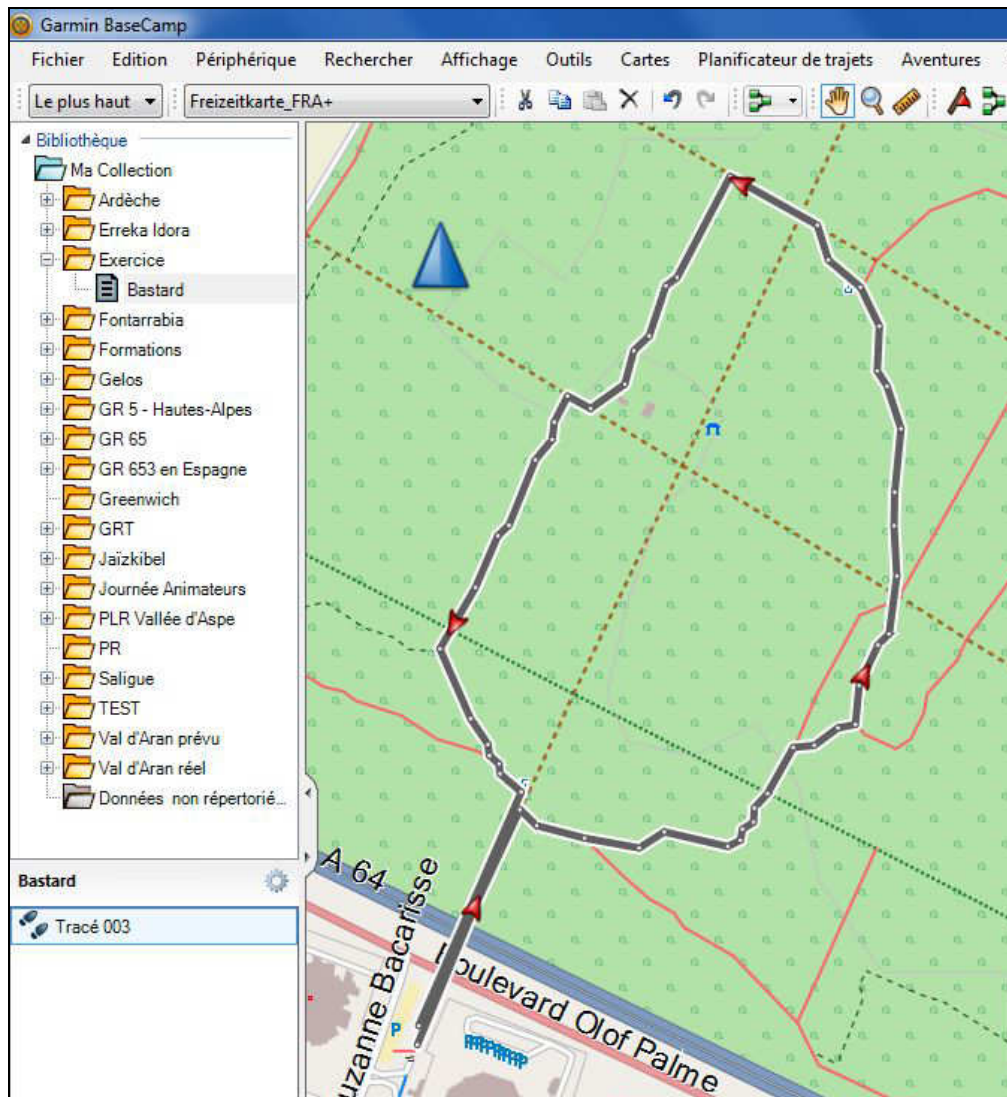 Garmin BaseCamp
Fichier Edition Périphérique Rechercher Affichage Outils Cartes Planificateur de trajets Aventures
Le plus haut Freizeitkarte_FRA+
Bibliothèque
Ma Collection
Ardèche
Erreka Idora
Exercice
Bastard
Fontarrabia
Formations
Gelos
GR 5 - Hautes-Alpes
GR 65
GR 653 en Espagne
Greenwich
GRT
Jaïzkibel
Journée Animateurs
PLR Vallée d'Aspe
PR
Saligue
TEST
Val d'Aran prévu
Val d'Aran réel
Données non répertorié...
Bastard
Tracé 003
A 64
uzanne Bacarisse
Boulevard Olof Palme
P
PPPPPPP